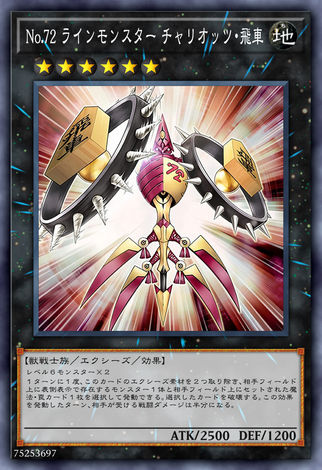 No.72 ラインモンスター チャリオッツ・飛車 地
72
【獣戦士族/エクシーズ/効果】
レベル6モンスター×2
1ターンに1度、このカードのエクシーズ素材を2つ取り除き、相手フィールド
上に表側表示で存在するモンスター1体と相手フィールド上にセットされた魔
法・罠カード1枚を選択して発動できる。選択したカードを破壊する。この効果
を発動したターン、相手が受ける戦闘ダメージは半分になる。
ATK/2500 DEF/1200
75253697